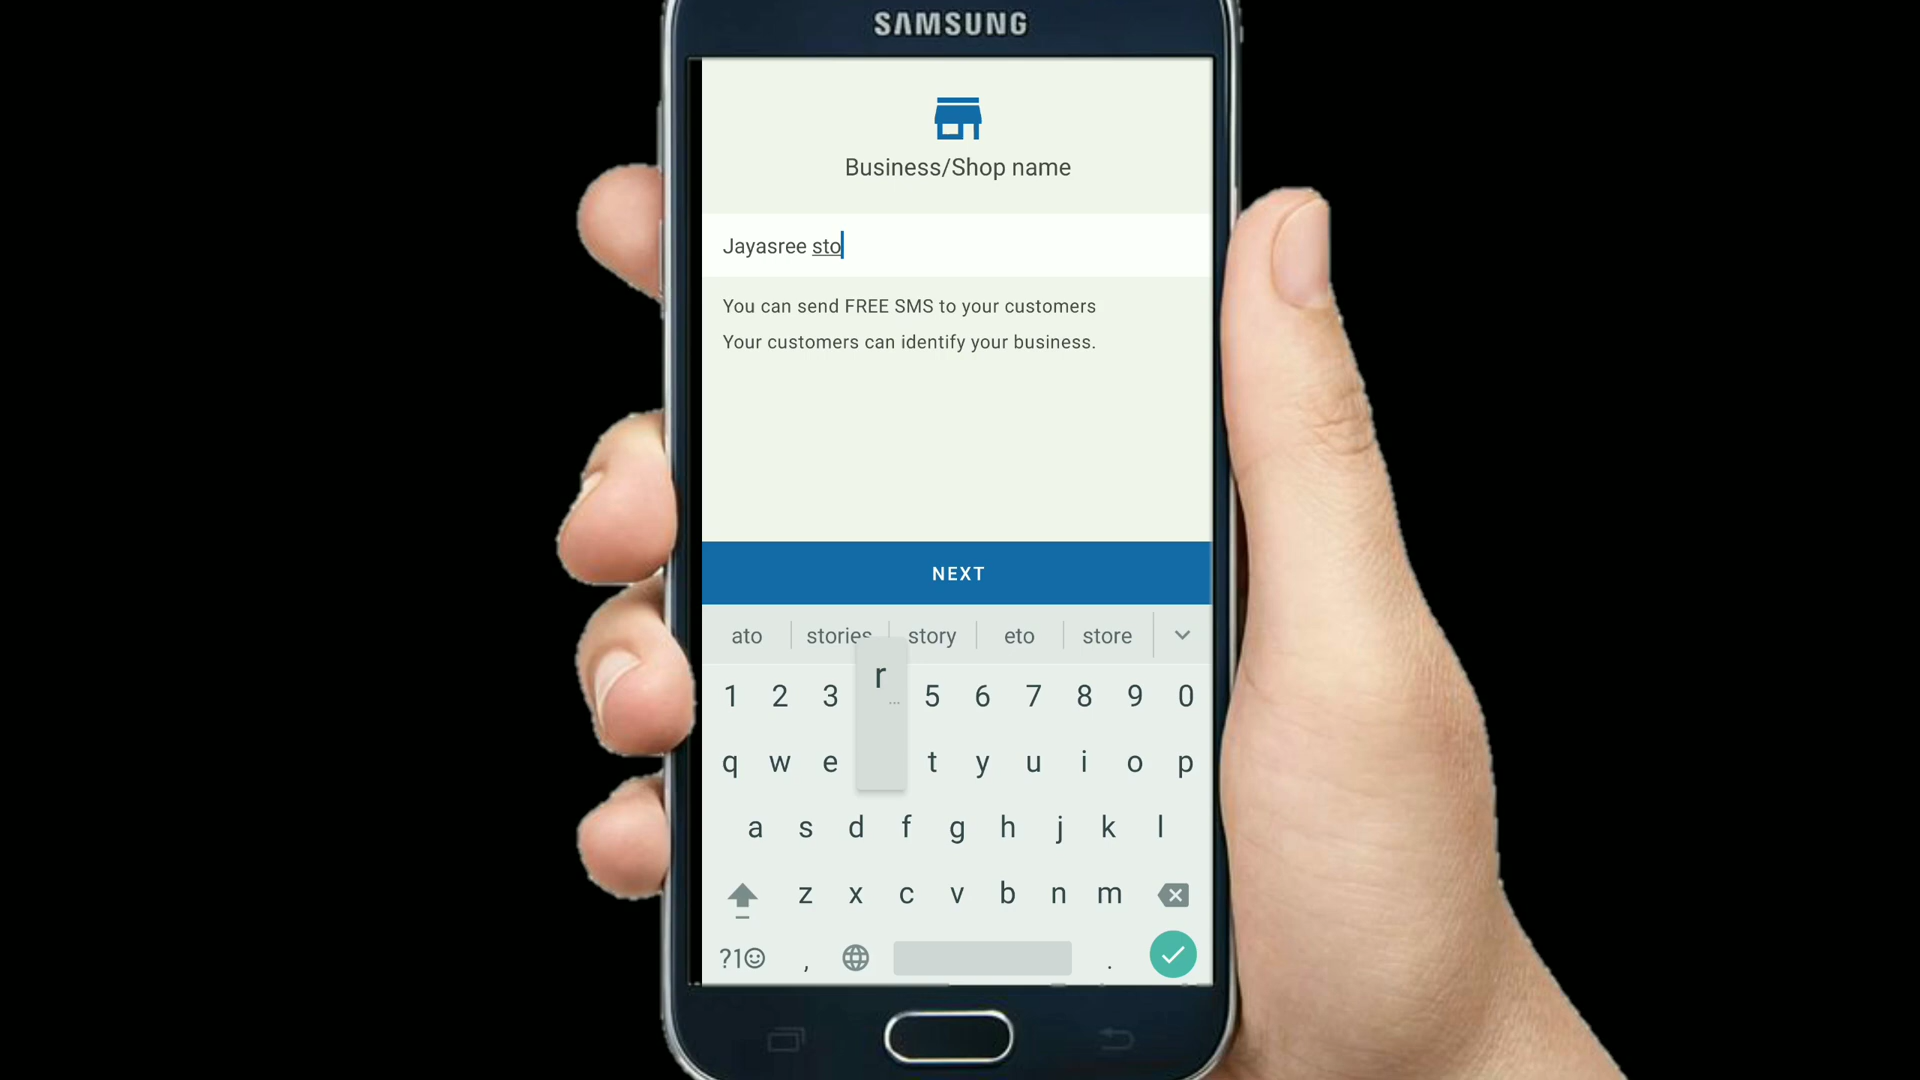 SAMSUNG
Business/Shop name
Jayasree sto
You can send FREE SMS to your customers
Your customers can identify your business.
NEXT
ato stories story eto store
r
1 2 3 5 6 7 8 9 0
q w e t y u i o p
a s d f g h j k l
z x c v b n m
?1☺ , .